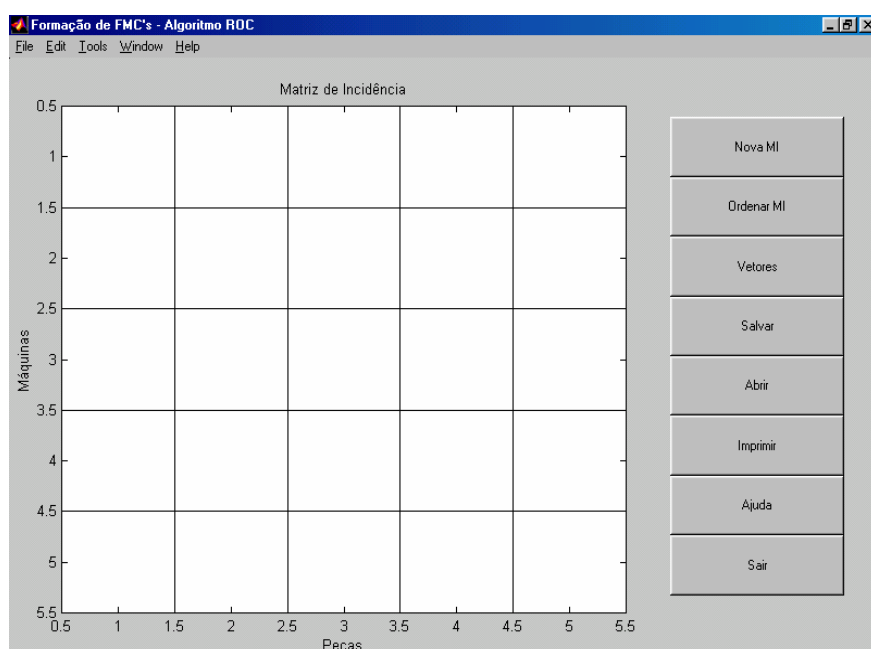 Formação de FMC's - Algoritmo ROC
File Edit Tools Window Help
Matriz de Incidência
0.5
1
1.5
2
2.5
3
3.5
4
4.5
5
5.5
Máquinas
0.5 1 1.5 2 2.5 3 3.5 4 4.5 5 5.5
Peças
Nova MI
Ordenar MI
Vetores
Salvar
Abrir
Imprimir
Ajuda
Sair